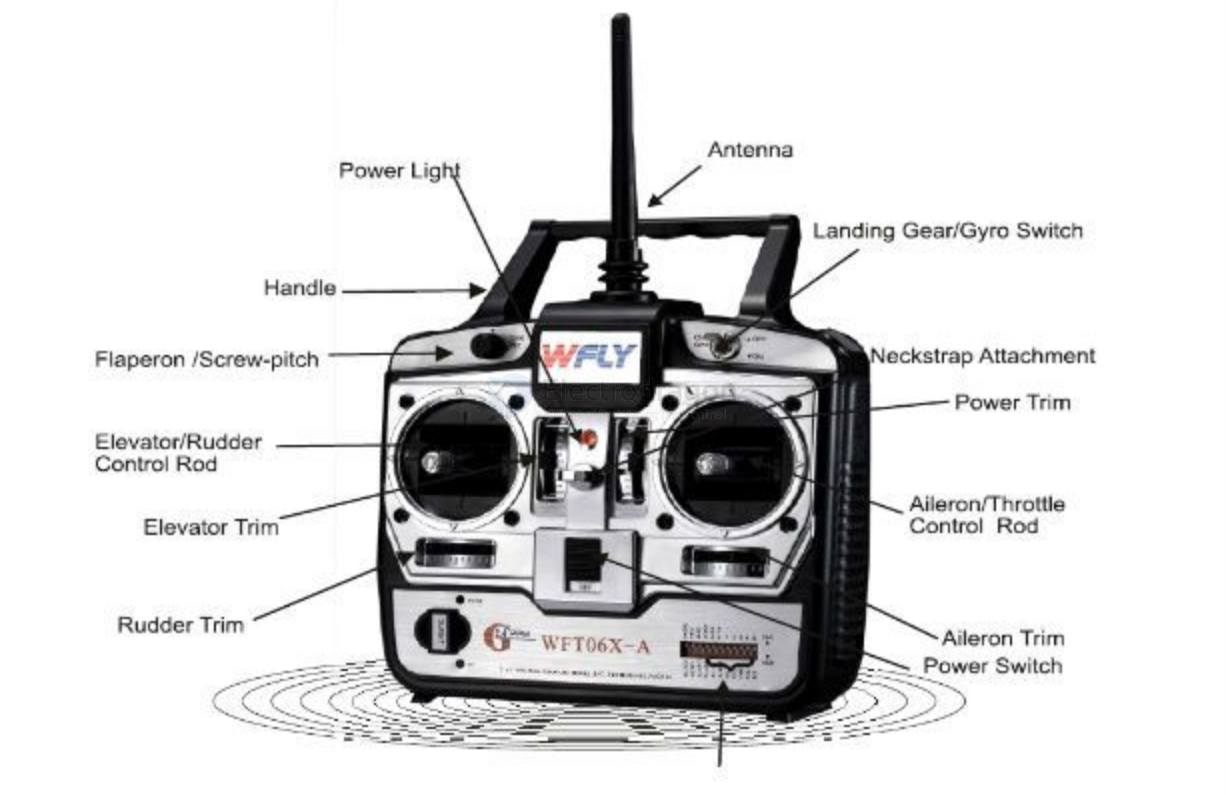 Antenna
Power Light
Landing Gear/Gyro Switch
Handle
WFLY
Flaperon /Screw-pitch
Neckstrap Attachment
Power Trim
Elevator/Rudder
Control Rod
Aileron/Throttle
Control Rod
Elevator Trim
Rudder Trim
WFT06X-A
Aileron Trim
Power Switch